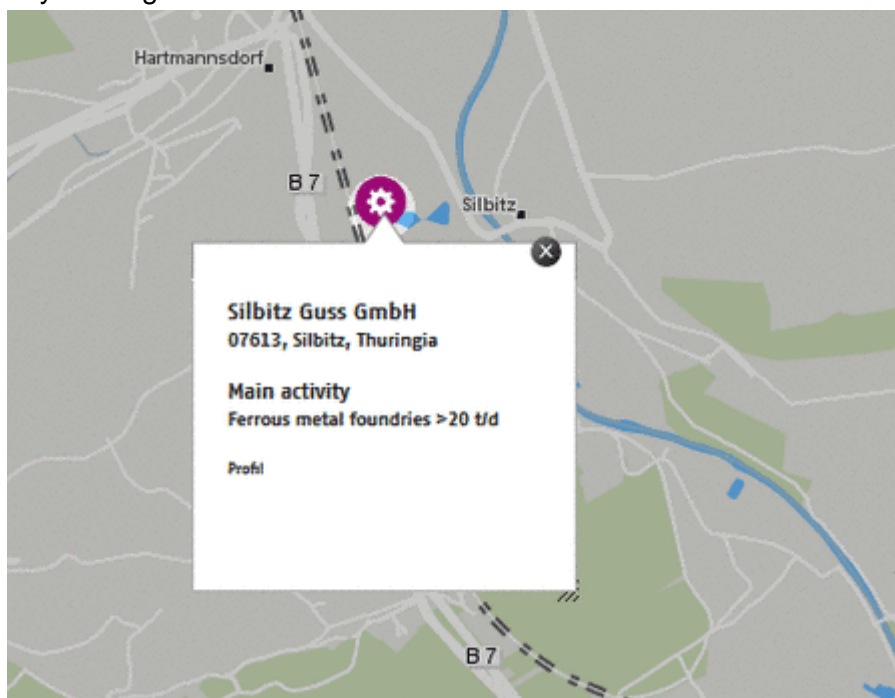 Hartmannsdorf
B 7
Silbitz
Silbitz Guss GmbH
07613, Silbitz, Thuringia
Main activity
Ferrous metal foundries >20 t/d
Profil
B 7